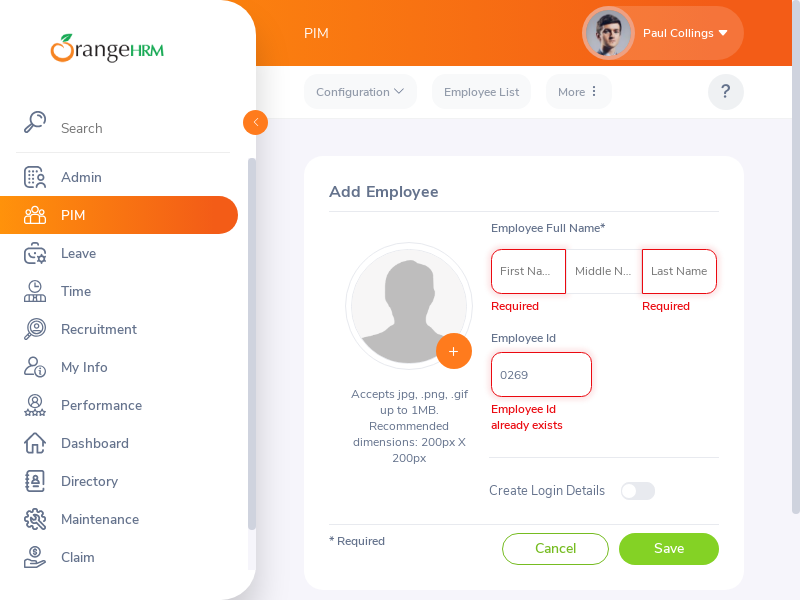 OrangeHRM
PIM
Paul Collings
Configuration
Employee List
More
?
Search
Admin
PIM
Leave
Time
Recruitment
My Info
Performance
Dashboard
Directory
Maintenance
Claim
Add Employee
Employee Full Name*
First Na...
Middle N...
Last Name
Required
Required
Employee Id
0269
Employee Id
already exists
Accepts jpg, .png, .gif
up to 1MB.
Recommended
dimensions: 200px X
200px
Create Login Details
* Required
Cancel
Save